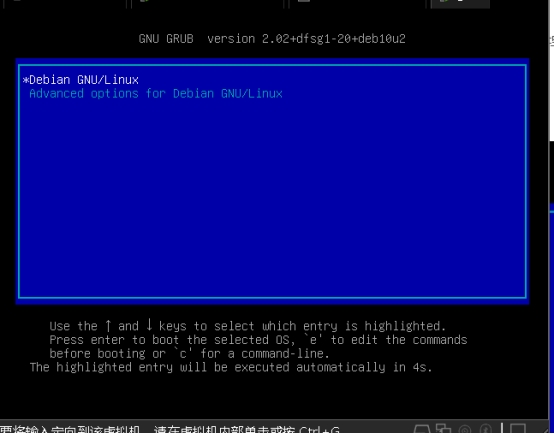 GNU GRUB  version 2.02+dfsg1-20+deb10u2
*Debian GNU/Linux
Advanced options for Debian GNU/Linux
Use the ↑ and ↓ keys to select which entry is highlighted.
Press enter to boot the selected OS, `e' to edit the commands
before booting or `c' for a command-line.
The highlighted entry will be executed automatically in 4s.
要将输入定向到该虚拟机，请在虚拟机内部单击或按 Ctrl+G